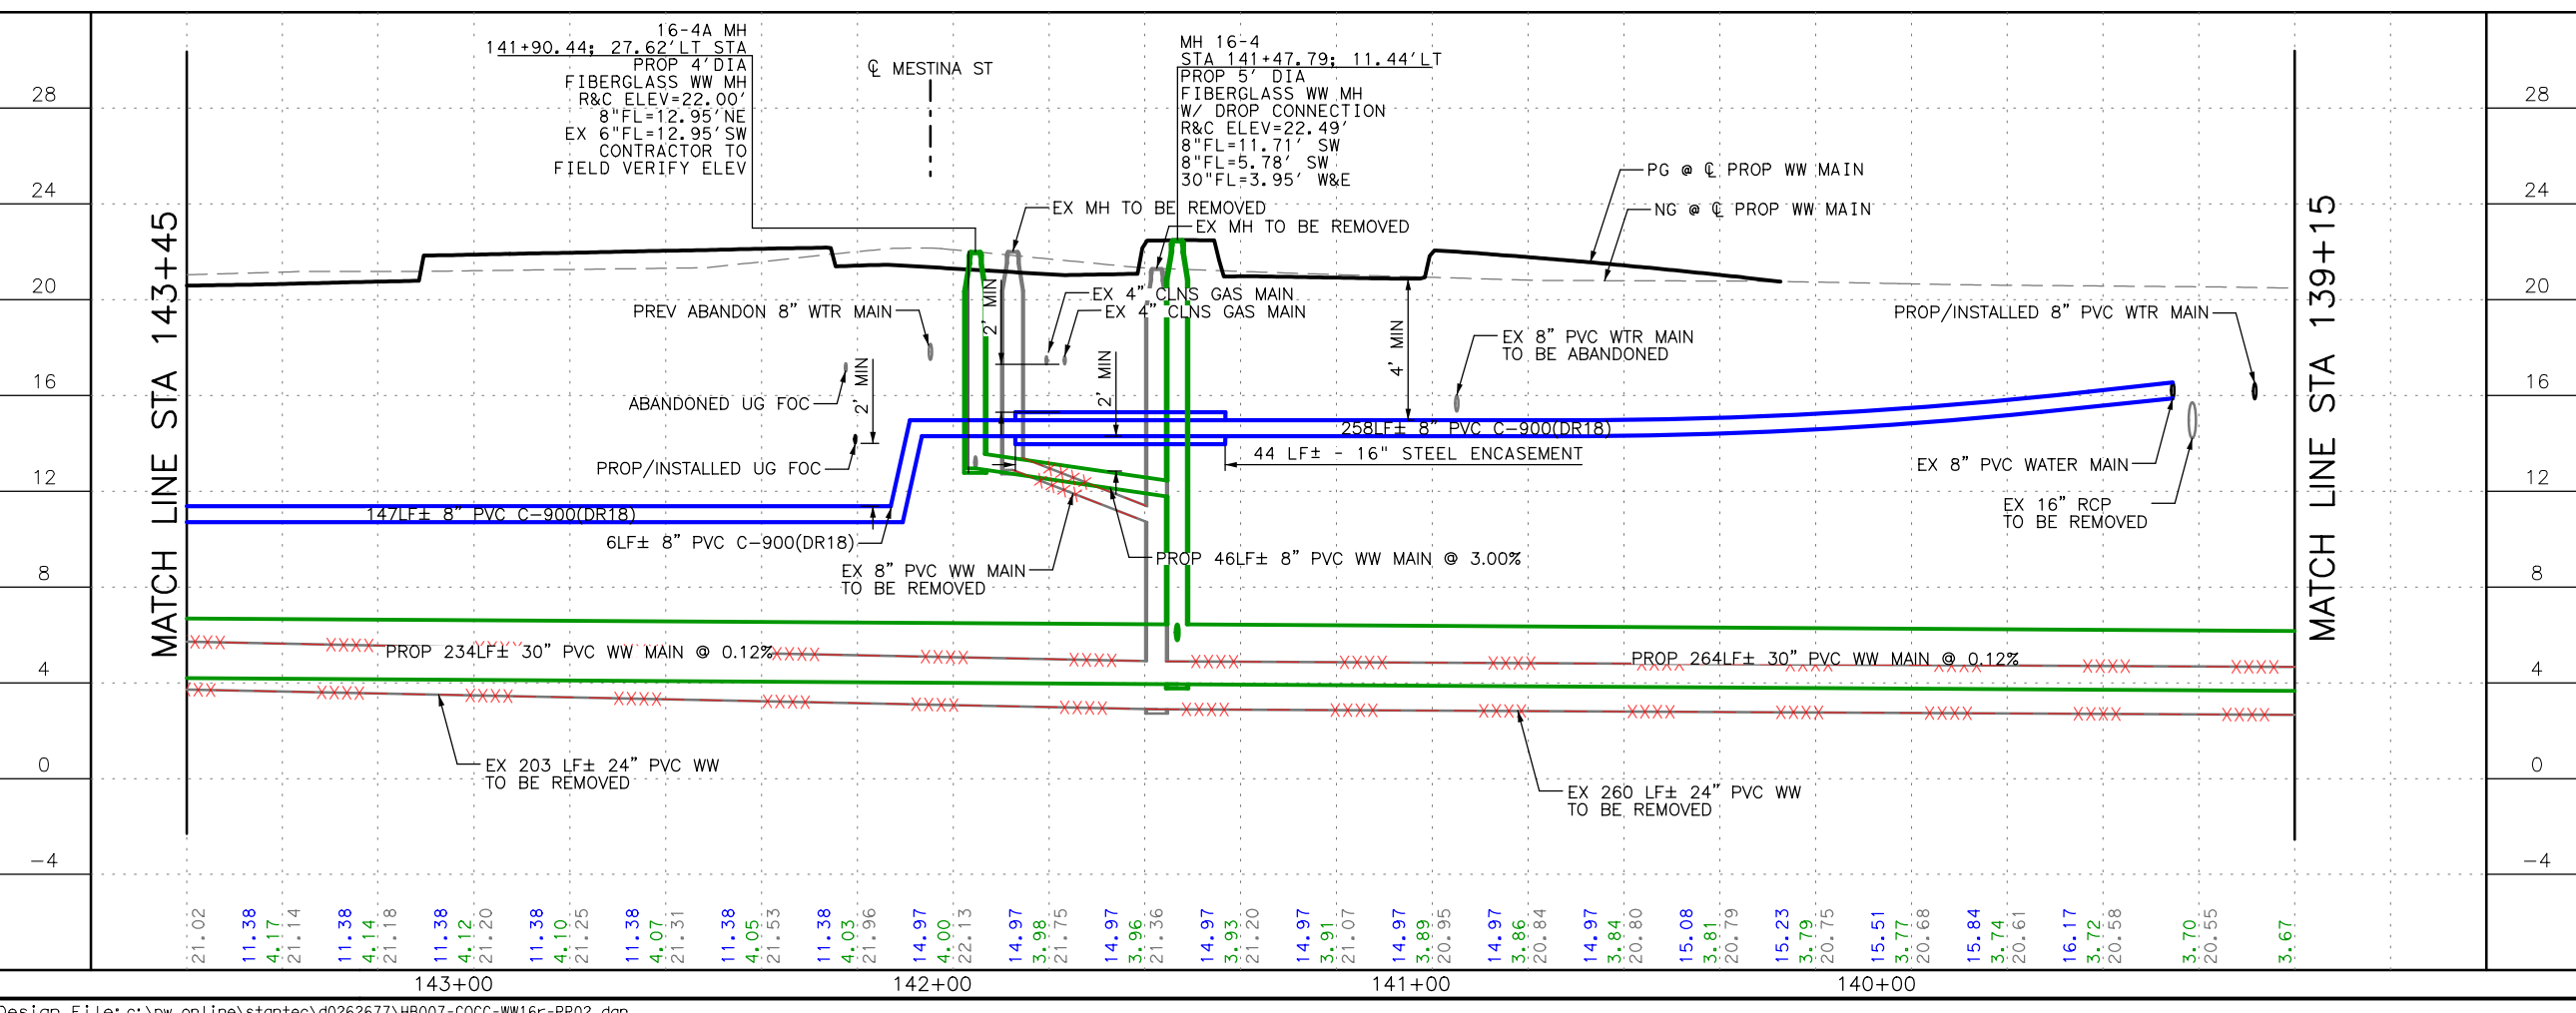 16-4A MH
141+90.44; 27.62'LT STA
PROP 4'DIA
FIBERGLASS WW MH
R&C ELEV=22.00'
8"FL=12.95'NE
EX 6"FL=12.95'SW
CONTRACTOR TO
FIELD VERIFY ELEV
℄ MESTINA ST
MH 16-4
STA 141+47.79; 11.44'LT
PROP 5' DIA
FIBERGLASS WW MH
W/ DROP CONNECTION
R&C ELEV=22.49'
8"FL=11.71' SW
8"FL=5.78' SW
30"FL=3.95' W&E
PG @ ℄ PROP WW MAIN
NG @ ℄ PROP WW MAIN
EX MH TO BE REMOVED
EX MH TO BE REMOVED
28
24
20
16
12
8
4
0
-4
28
24
20
16
12
8
4
0
-4
MATCH LINE STA 143+45
MATCH LINE STA 139+15
PREV ABANDON 8" WTR MAIN
EX 4" CLNS GAS MAIN
EX 4" CLNS GAS MAIN
2' MIN
2' MIN
2' MIN
4' MIN
ABANDONED UG FOC
PROP/INSTALLED UG FOC
EX 8" PVC WTR MAIN
TO BE ABANDONED
PROP/INSTALLED 8" PVC WTR MAIN
258LF± 8" PVC C-900(DR18)
44 LF± - 16" STEEL ENCASEMENT
EX 8" PVC WATER MAIN
EX 16" RCP
TO BE REMOVED
147LF± 8" PVC C-900(DR18)
6LF± 8" PVC C-900(DR18)
EX 8" PVC WW MAIN
TO BE REMOVED
PROP 46LF± 8" PVC WW MAIN @ 3.00%
PROP 234LF± 30" PVC WW MAIN @ 0.12%
PROP 264LF± 30" PVC WW MAIN @ 0.12%
EX 203 LF± 24" PVC WW
TO BE REMOVED
EX 260 LF± 24" PVC WW
TO BE REMOVED
21.02
11.38
4.17
21.14
11.38
4.14
21.18
11.38
4.12
21.20
11.38
4.10
21.25
11.38
4.07
21.31
11.38
4.05
21.53
11.38
4.03
21.96
14.97
4.00
22.13
14.97
3.98
21.75
14.97
3.96
21.36
14.97
3.93
21.20
14.97
3.91
21.07
14.97
3.89
20.95
14.97
3.86
20.84
14.97
3.84
20.80
15.08
3.81
20.79
15.23
3.79
20.75
15.51
3.77
20.68
15.84
3.74
20.61
16.17
3.72
20.58
3.70
20.55
3.67
143+00
142+00
141+00
140+00
Design File: c:\pw_online\stantec\d0262677\HB007-COCC-WW16r-PP02.dgn